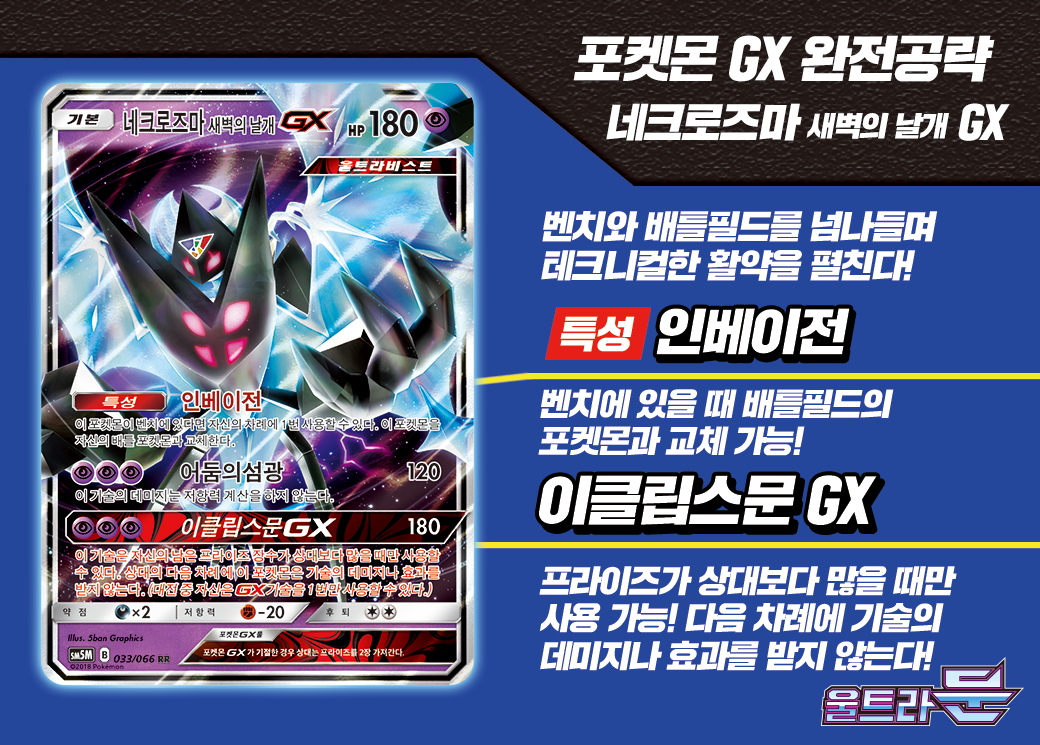 포켓몬 GX 완전공략
네크로즈마 새벽의 날개 GX
기본 네크로즈마 새벽의 날개 GX HP 180
울트라비스트
특성 인베이전
이 포켓몬이 벤치에 있다면 자신의 차례에 1번 사용할 수 있다. 이 포켓몬을
자신의 배틀 포켓몬과 교체한다.
어둠의섬광 120
이 기술의 데미지는 저항력 계산을 하지 않는다.
이클립스문GX 180
이 기술은 자신의 남은 프라이즈 장수가 상대보다 많을 때만 사용할
수 있다. 상대의 다음 차례에 이 포켓몬은 기술의 데미지나 효과를
받지 않는다. (대전 중 자신은 GX기술을 1번만 사용할 수 있다.)
약점 ×2 저항력 -20 후퇴
Illus. 5ban Graphics
포켓몬GX룰
SM5M B 033/066 RR
포켓몬GX가 기절한 경우 상대는 프라이즈를 2장 가져간다.
©2018 Pokémon
벤치와 배틀필드를 넘나들며
테크니컬한 활약을 펼친다!
특성 인베이전
벤치에 있을 때 배틀필드의
포켓몬과 교체 가능!
이클립스문 GX
프라이즈가 상대보다 많을 때만
사용 가능! 다음 차례에 기술의
데미지나 효과를 받지 않는다!
울트라문